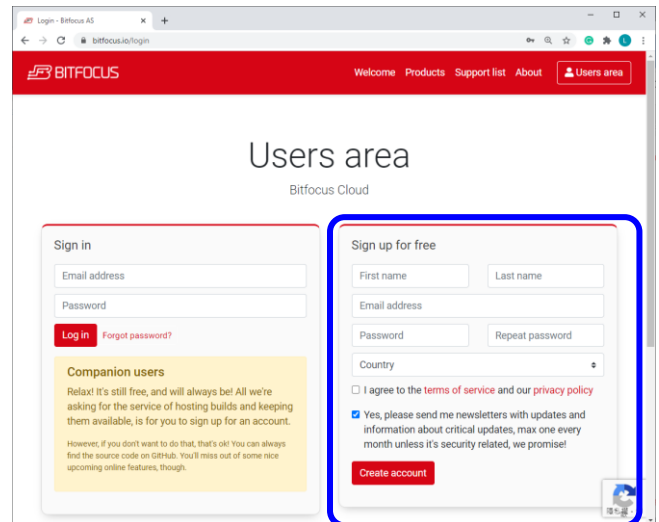 Login - Bitfocus AS
bitfocus.io/login
BITFOCUS
Welcome Products Support list About Users area
Users area
Bitfocus Cloud
Sign in
Email address
Password
Log in Forgot password?
Companion users
Relax! It's still free, and will always be! All we're
asking for the service of hosting builds and keeping
them available, is for you to sign up for an account.
However, if you don't want to do that, that's ok! You can always
find the source code on GitHub. You'll miss out of some nice
upcoming online features, though.
Sign up for free
First name Last name
Email address
Password Repeat password
Country
I agree to the terms of service and our privacy policy
Yes, please send me newsletters with updates and
information about critical updates, max one every
month unless it's security related, we promise!
Create account